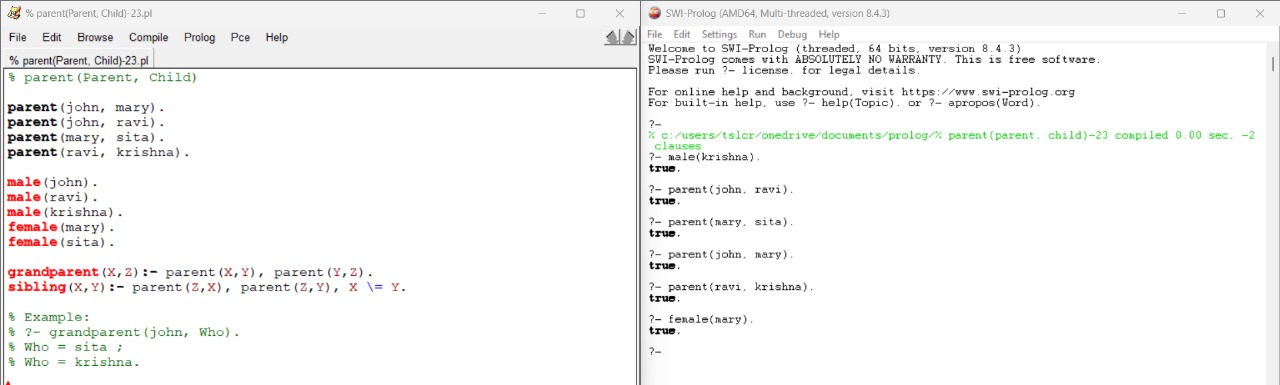 % parent(Parent, Child)-23.pl
File Edit Browse Compile Prolog Pce Help
% parent(Parent, Child)-23.pl
% parent(Parent, Child)
parent(john, mary).
parent(john, ravi).
parent(mary, sita).
parent(ravi, krishna).
male(john).
male(ravi).
male(krishna).
female(mary).
female(sita).
grandparent(X,Z):- parent(X,Y), parent(Y,Z).
sibling(X,Y):- parent(Z,X), parent(Z,Y), X \= Y.
% Example:
% ?- grandparent(john, Who).
% Who = sita ;
% Who = krishna.
SWI-Prolog (AMD64, Multi-threaded, version 8.4.3)
File Edit Settings Run Debug Help
Welcome to SWI-Prolog (threaded, 64 bits, version 8.4.3)
SWI-Prolog comes with ABSOLUTELY NO WARRANTY. This is free software.
Please run ?- license. for legal details.
For online help and background, visit https://www.swi-prolog.org
For built-in help, use ?- help(Topic). or ?- apropos(Word).
?-
% c:/users/tslcr/onedrive/documents/prolog/% parent(parent, child)-23 compiled 0.00 sec, -2
clauses
?- male(krishna).
true.
?- parent(john, ravi).
true.
?- parent(mary, sita).
true.
?- parent(john, mary).
true.
?- parent(ravi, krishna).
true.
?- female(mary).
true.
?-